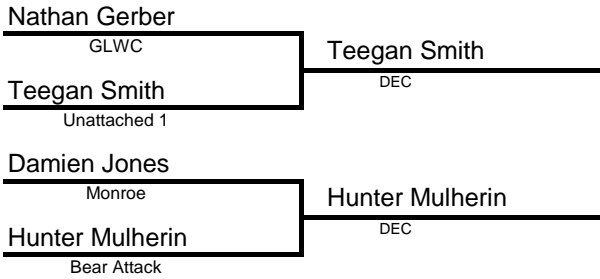 Nathan Gerber
GLWC
Teegan Smith
DEC
Teegan Smith
Unattached 1
Damien Jones
Monroe
Hunter Mulherin
DEC
Hunter Mulherin
Bear Attack